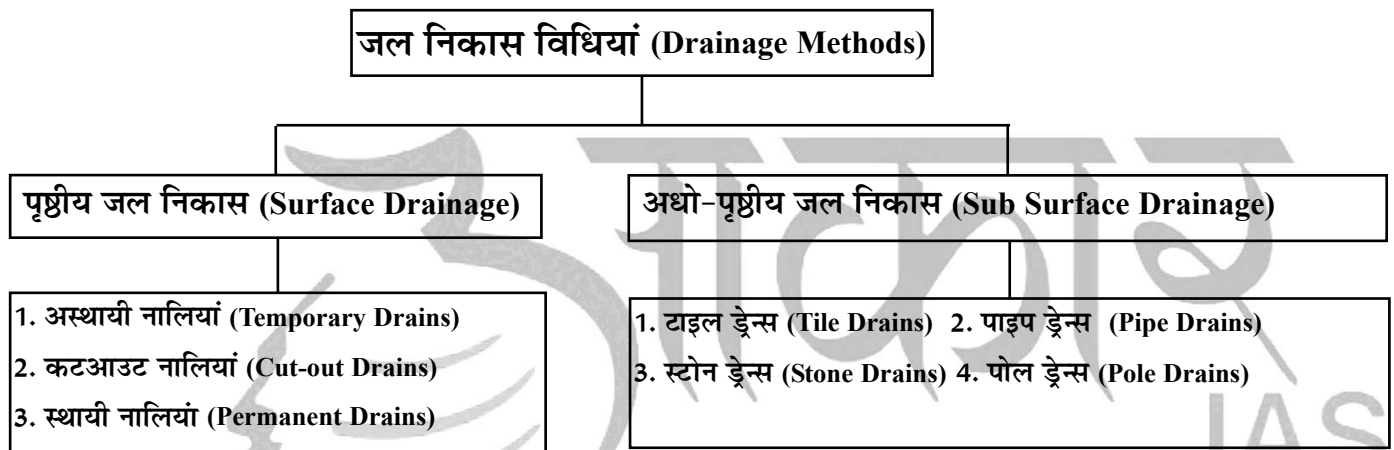 जल निकास विधियां (Drainage Methods)
पृष्ठीय जल निकास (Surface Drainage)
अधो-पृष्ठीय जल निकास (Sub Surface Drainage)
1. अस्थायी नालियां (Temporary Drains)
2. कटआउट नालियां (Cut-out Drains)
3. स्थायी नालियां (Permanent Drains)
1. टाइल ड्रेन्स (Tile Drains) 2. पाइप ड्रेन्स (Pipe Drains)
3. स्टोन ड्रेन्स (Stone Drains) 4. पोल ड्रेन्स (Pole Drains)
आकार
IAS